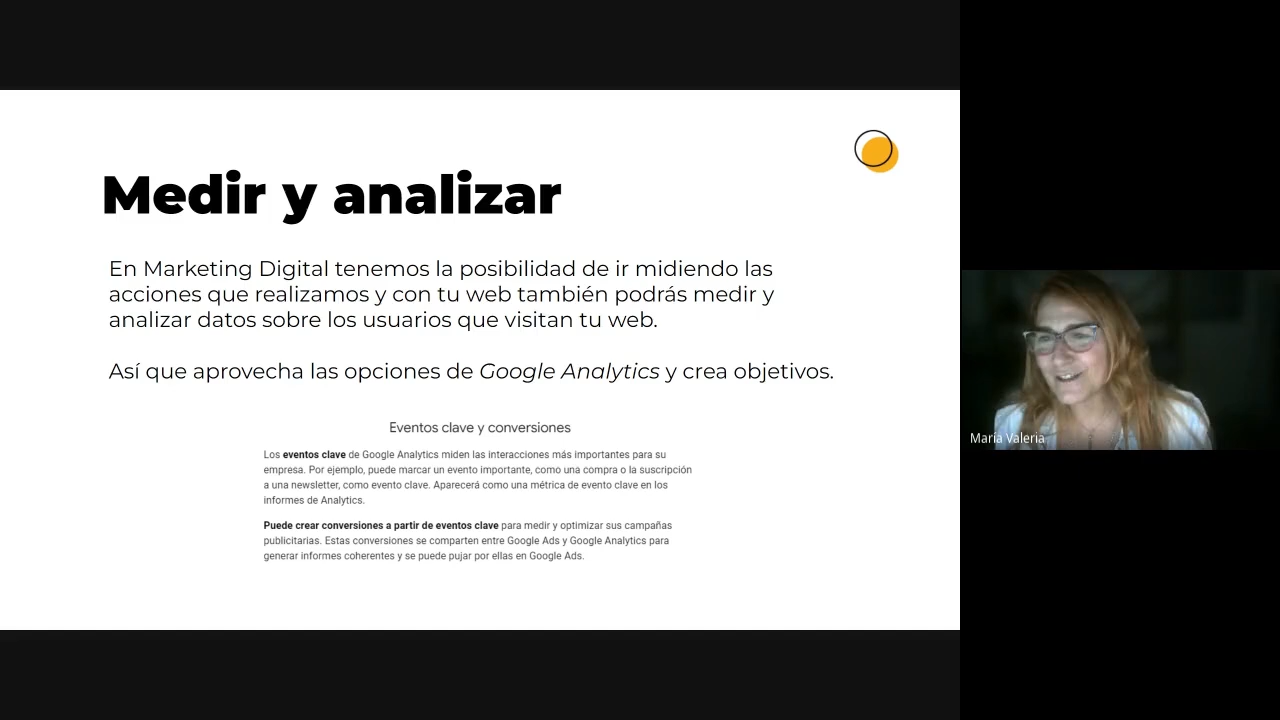 Medir y analizar
En Marketing Digital tenemos la posibilidad de ir midiendo las
acciones que realizamos y con tu web también podrás medir y
analizar datos sobre los usuarios que visitan tu web.
Así que aprovecha las opciones de Google Analytics y crea objetivos.
Eventos clave y conversiones
Los eventos clave de Google Analytics miden las interacciones más importantes para su
empresa. Por ejemplo, puede marcar un evento importante, como una compra o la suscripción
a una newsletter, como evento clave. Aparecerá como una métrica de evento clave en los
informes de Analytics.
Puede crear conversiones a partir de eventos clave para medir y optimizar sus campañas
publicitarias. Estas conversiones se comparten entre Google Ads y Google Analytics para
generar informes coherentes y se puede pujar por ellas en Google Ads.
María Valeria